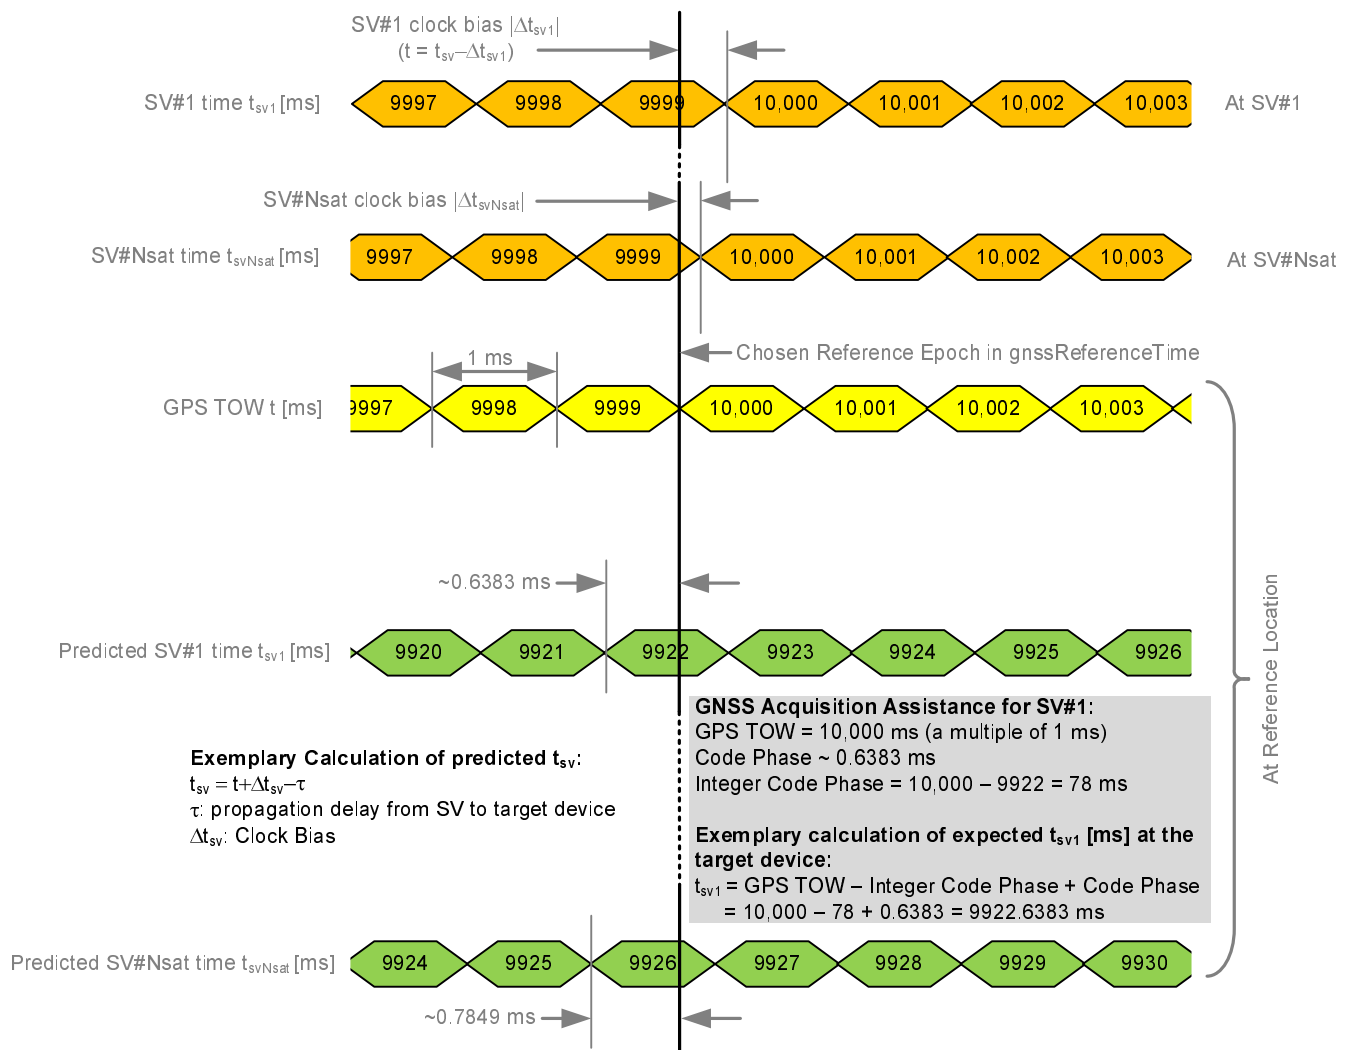 SV#1 clock bias |Δtsv1|
(t = tsv–Δtsv1)
SV#1 time tsv1 [ms]
9997 9998 9999 10,000 10,001 10,002 10,003
At SV#1
SV#Nsat clock bias |ΔtsvNsat|
SV#Nsat time tsvNsat [ms]
9997 9998 9999 10,000 10,001 10,002 10,003
At SV#Nsat
Chosen Reference Epoch in gnssReferenceTime
1 ms
GPS TOW t [ms]
9997 9998 9999 10,000 10,001 10,002 10,003
~0.6383 ms
Predicted SV#1 time tsv1 [ms]
9920 9921 9922 9923 9924 9925 9926
At Reference Location
GNSS Acquisition Assistance for SV#1:
GPS TOW = 10,000 ms (a multiple of 1 ms)
Code Phase ~ 0.6383 ms
Integer Code Phase = 10,000 – 9922 = 78 ms
Exemplary calculation of expected tsv1 [ms] at the
target device:
tsv1 = GPS TOW – Integer Code Phase + Code Phase
= 10,000 – 78 + 0.6383 = 9922.6383 ms
Exemplary Calculation of predicted tsv:
tsv = t+Δtsv–τ
τ: propagation delay from SV to target device
Δtsv: Clock Bias
Predicted SV#Nsat time tsvNsat [ms]
9924 9925 9926 9927 9928 9929 9930
~0.7849 ms